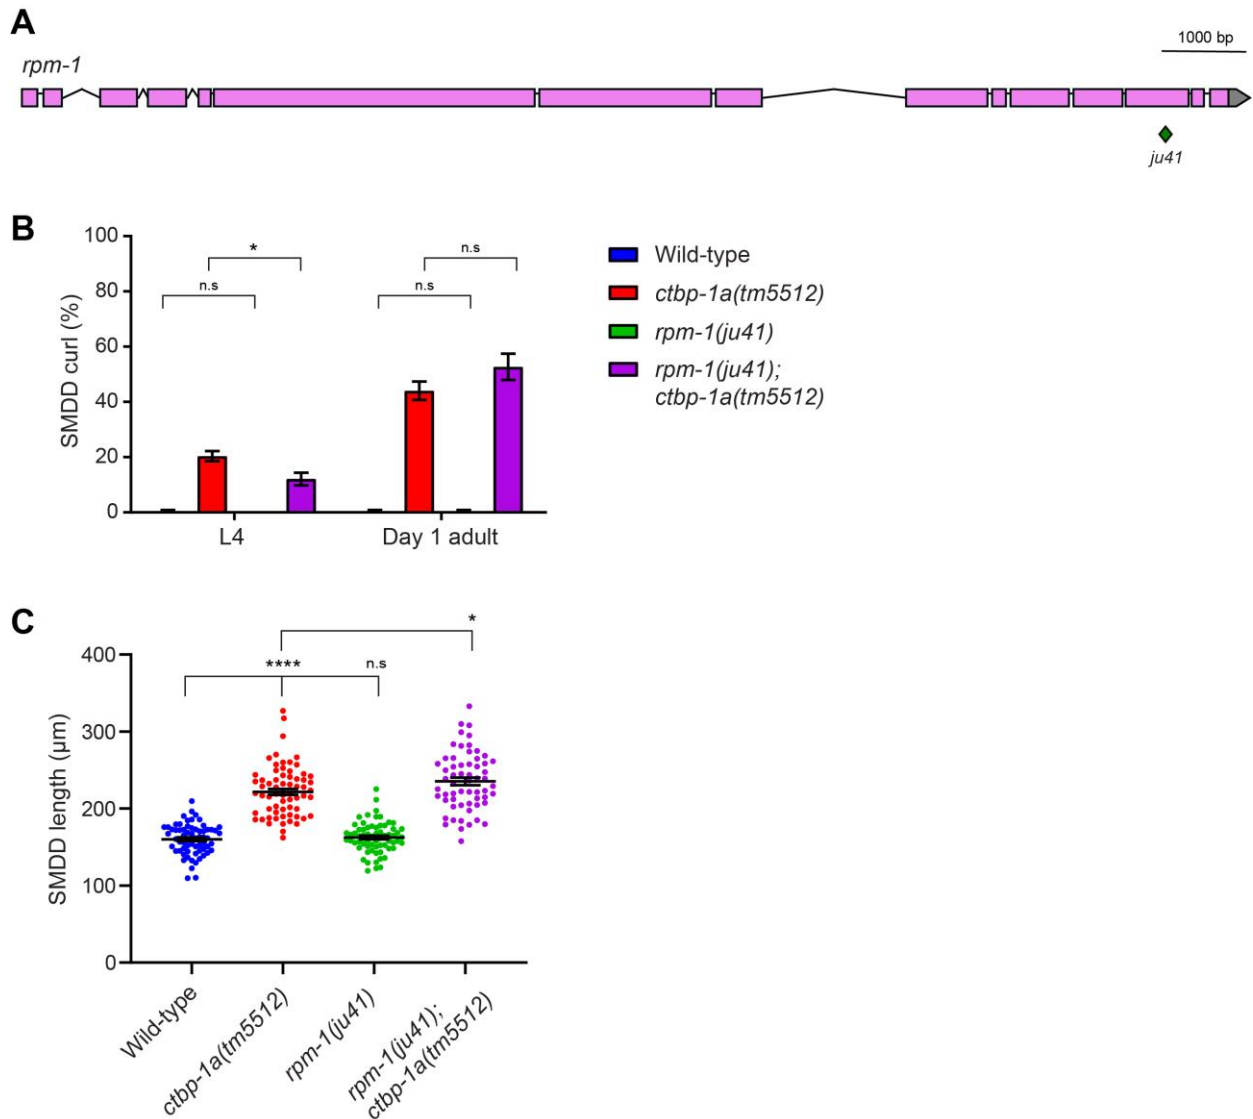 A
1000 bp
rpm-1
ju41
B
100
80
60
40
20
0
SMDD curl (%)
*
n.s
n.s
n.s
L4
Day 1 adult
Wild-type
ctbp-1a(tm5512)
rpm-1(ju41)
rpm-1(ju41);
ctbp-1a(tm5512)
C
*
****
n.s
400
300
200
100
0
SMDD length (µm)
Wild-type
ctbp-1a(tm5512)
rpm-1(ju41)
rpm-1(ju41);
ctbp-1a(tm5512)